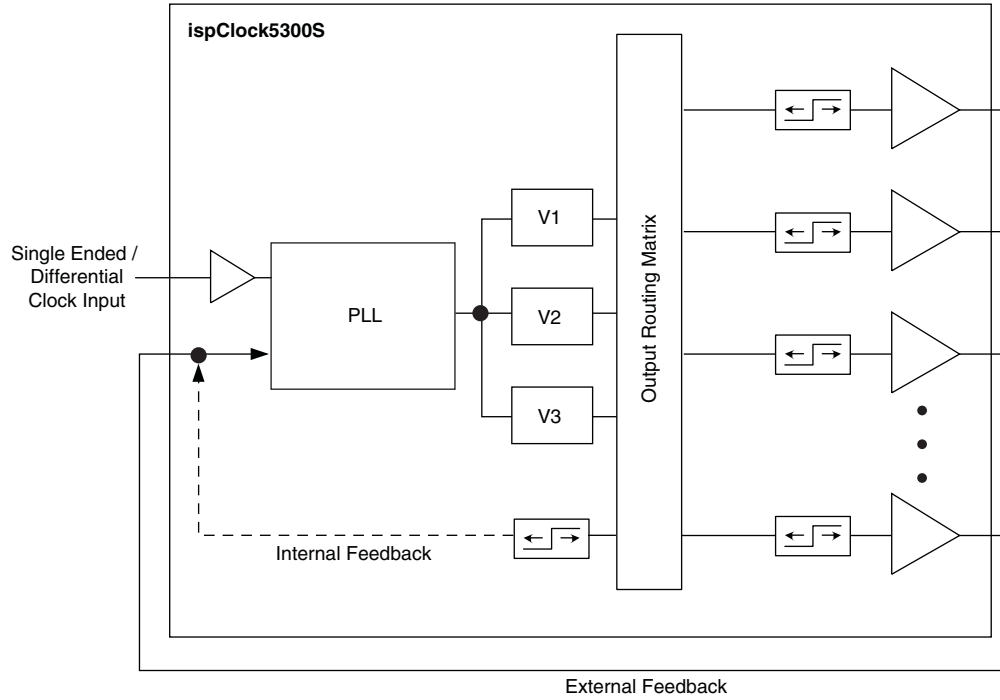 ispClock5300S
Single Ended /
Differential
Clock Input
PLL
V1
V2
V3
Output Routing Matrix
Internal Feedback
External Feedback